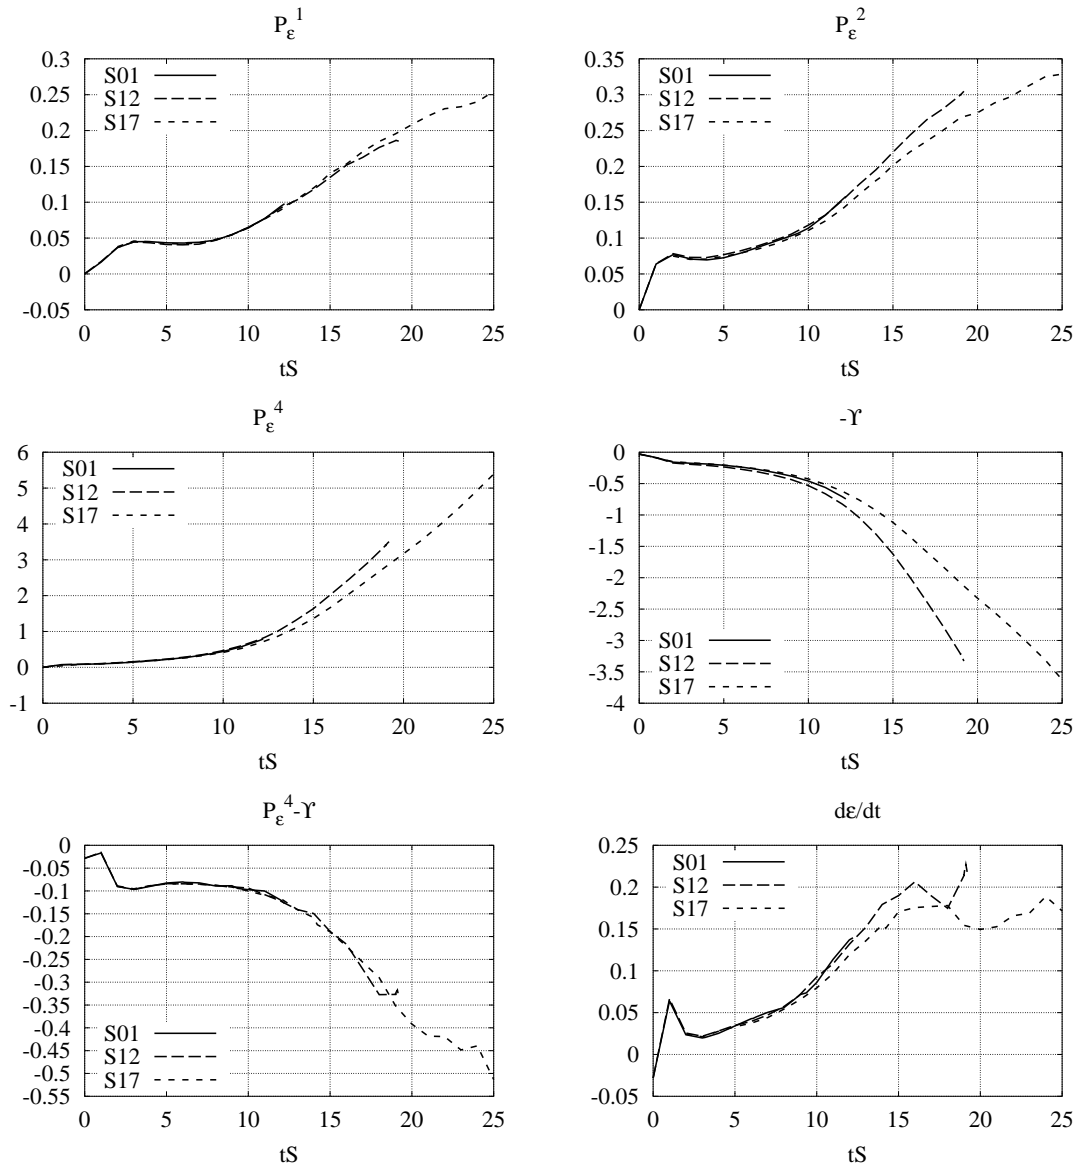 P_ε^1
0.3
0.25
0.2
0.15
0.1
0.05
0
-0.05
S01
S12
S17
0 5 10 15 20 25
tS
P_ε^2
0.35
0.3
0.25
0.2
0.15
0.1
0.05
0
S01
S12
S17
0 5 10 15 20 25
tS
P_ε^4
6
5
4
3
2
1
0
-1
S01
S12
S17
0 5 10 15 20 25
tS
-ϒ
0
-0.5
-1
-1.5
-2
-2.5
-3
-3.5
-4
S01
S12
S17
0 5 10 15 20 25
tS
P_ε^4-ϒ
0
-0.05
-0.1
-0.15
-0.2
-0.25
-0.3
-0.35
-0.4
-0.45
-0.5
-0.55
S01
S12
S17
0 5 10 15 20 25
tS
dε/dt
0.25
0.2
0.15
0.1
0.05
0
-0.05
S01
S12
S17
0 5 10 15 20 25
tS